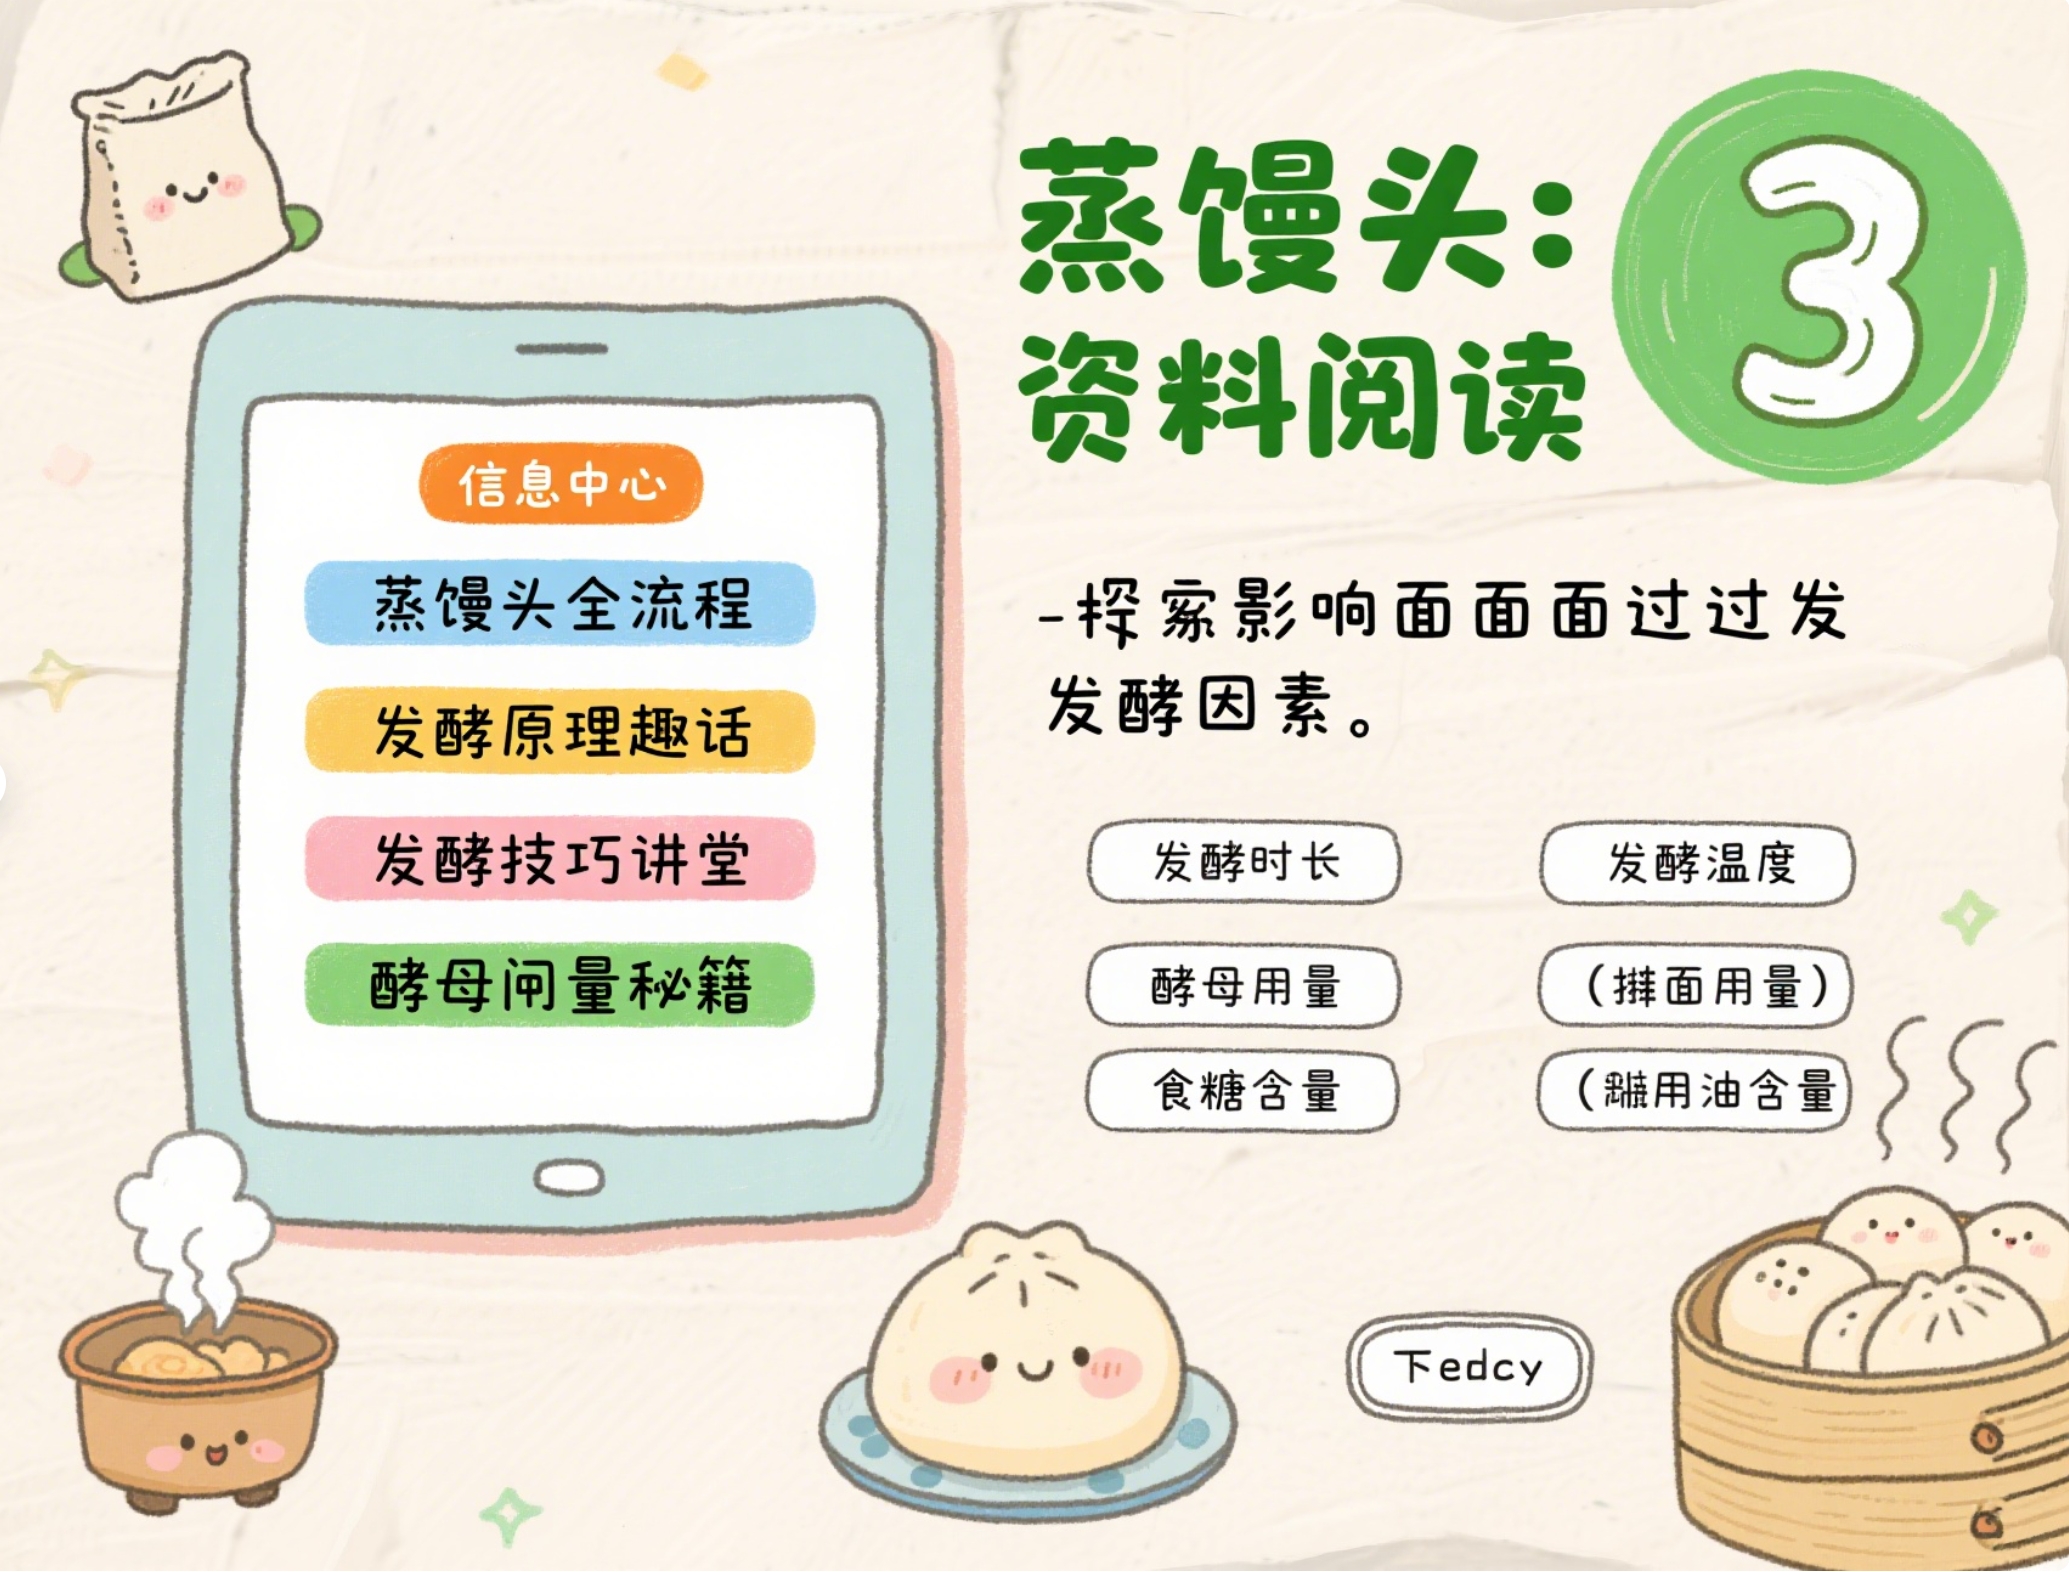 蒸馒头:
资料阅读
3
信息中心
蒸馒头全流程
发酵原理趣话
发酵技巧讲堂
酵母闸量秘籍
-探家影响面面面过过发
发酵因素。
发酵时长
发酵温度
酵母用量
面用量)
食糖含量
用油含量
下edcy